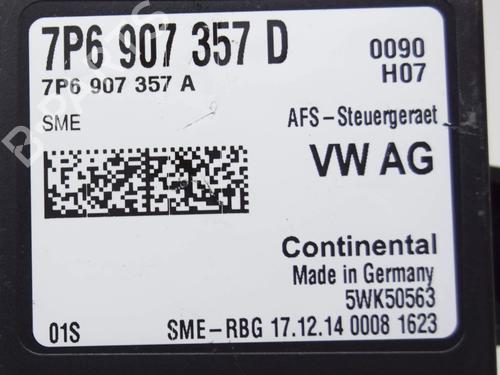 7P6 907 357 D 0090
7P6 907 357 A H07
SME AFS-Steuergeraet
VW AG
Continental
Made in Germany
5WK50563
01S SME-RBG 17.12.14 0008 1623